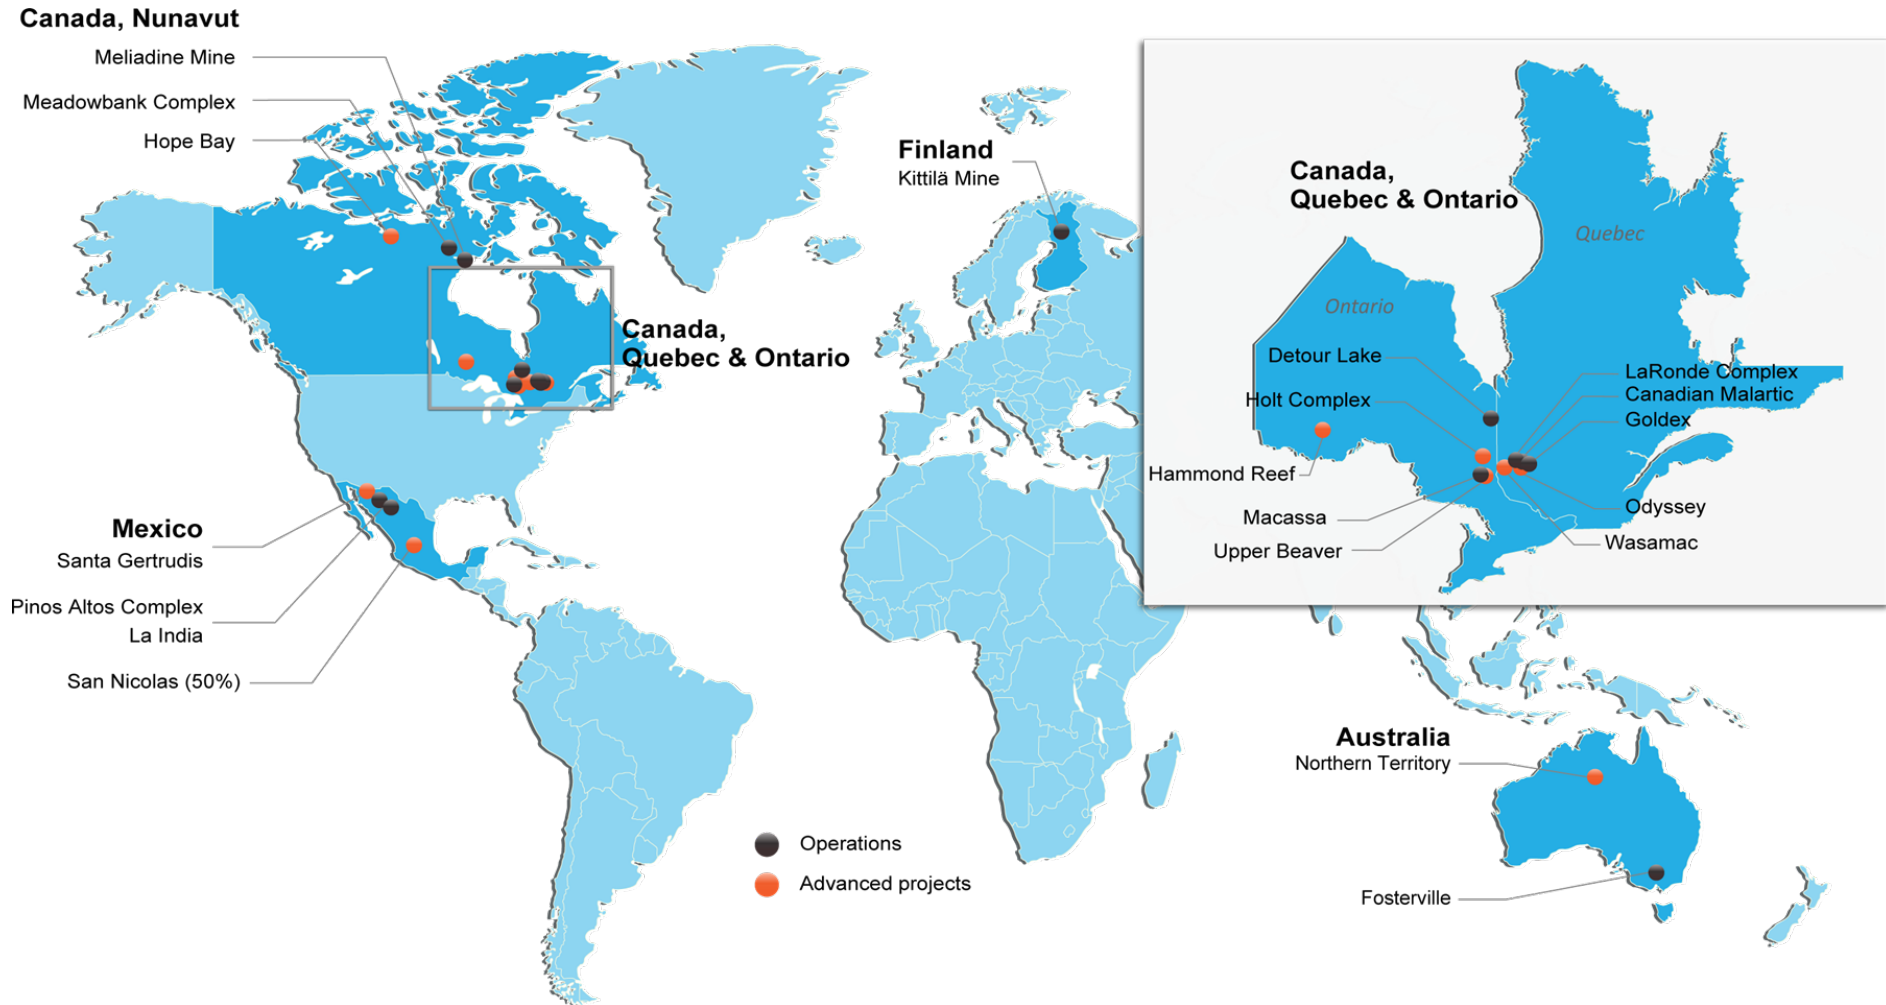 Canada, Nunavut
Meliadine Mine
Meadowbank Complex
Hope Bay
Finland
Kittilä Mine
Canada,
Quebec & Ontario
Mexico
Santa Gertrudis
Pinos Altos Complex
La India
San Nicolas (50%)
Operations
Advanced projects
Canada,
Quebec & Ontario
Quebec
Ontario
Detour Lake
Holt Complex
Hammond Reef
Macassa
Upper Beaver
LaRonde Complex
Canadian Malartic
Goldex
Odyssey
Wasamac
Australia
Northern Territory
Fosterville